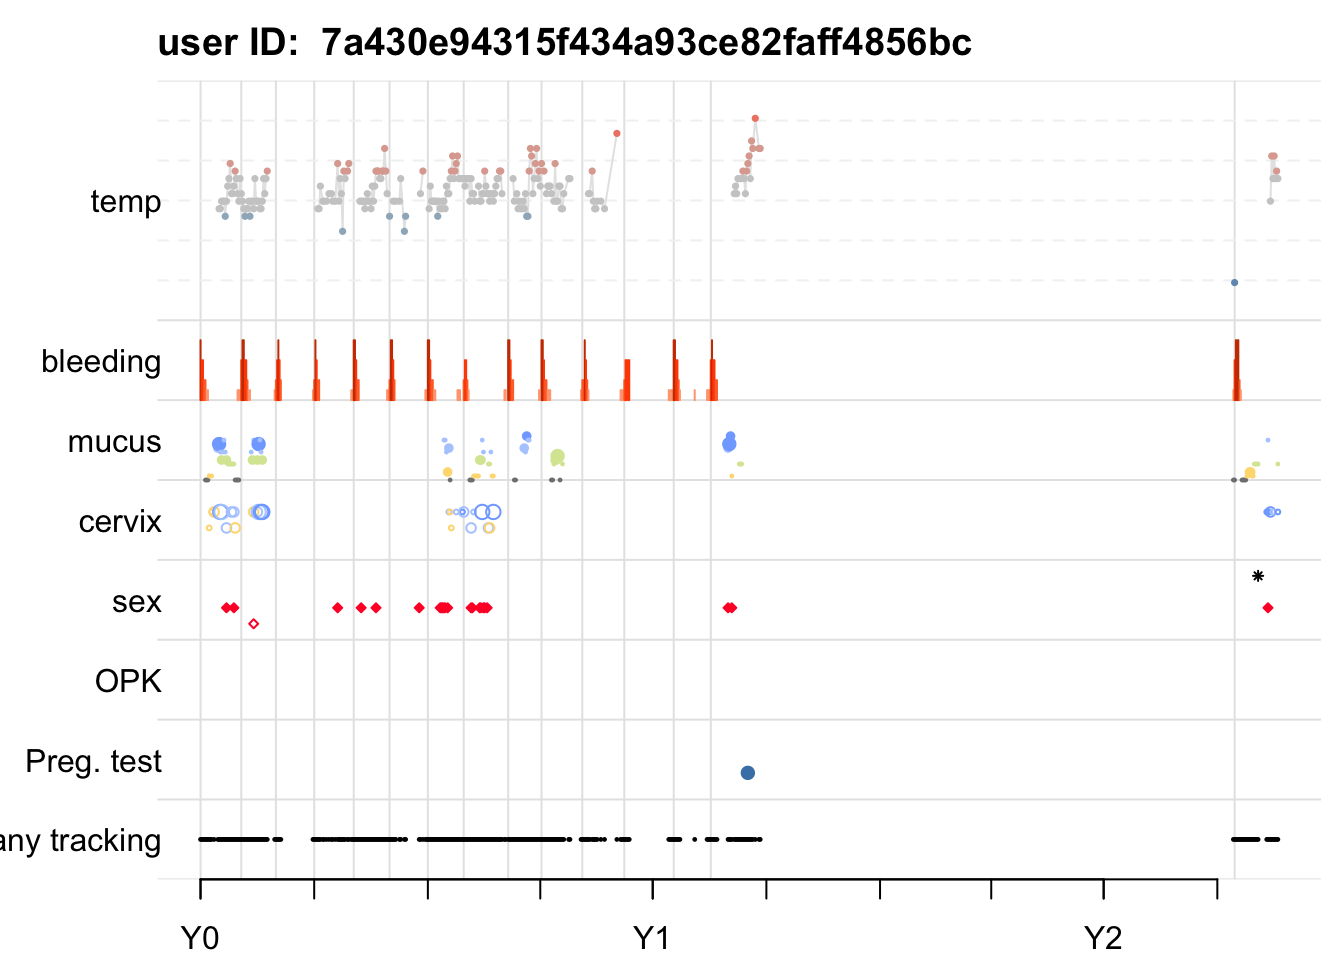 user ID:  7a430e94315f434a93ce82faff4856bc
temp
bleeding
mucus
cervix
sex
OPK
Preg. test
any tracking
Y0
Y1
Y2